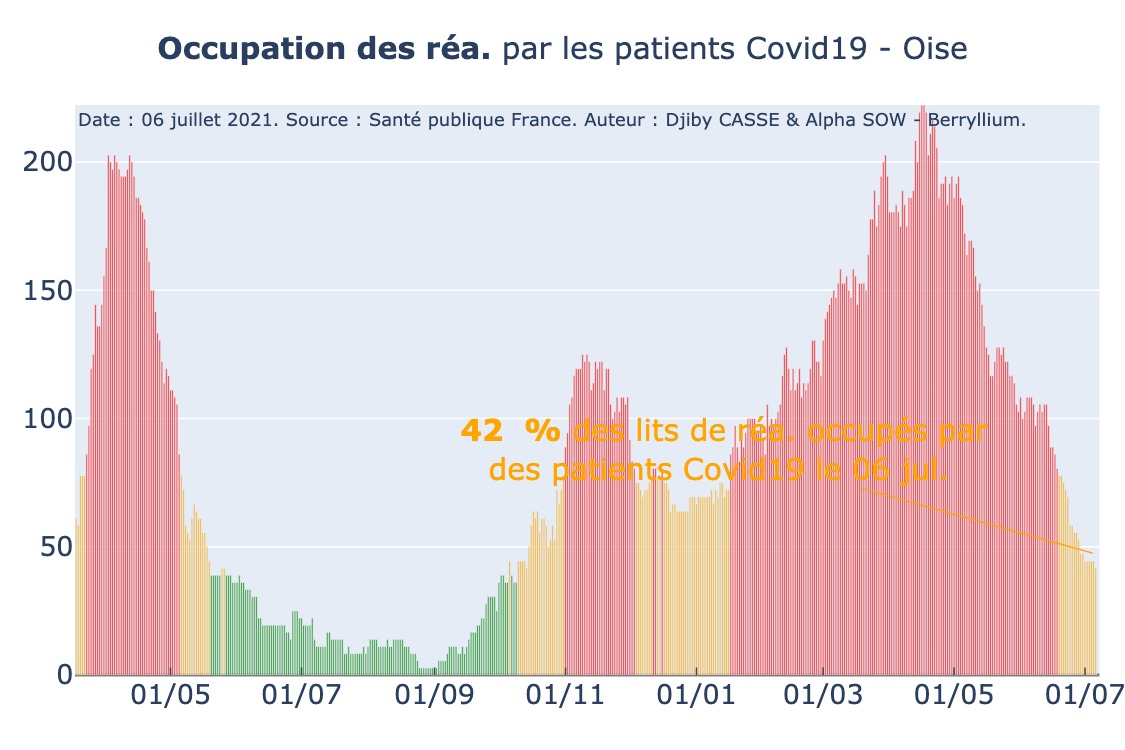 Occupation des réa. par les patients Covid19 - Oise
Date : 06 juillet 2021. Source : Santé publique France. Auteur : Djiby CASSE & Alpha SOW - Berryllium.
200
150
100
50
0
42 % des lits de réa. occupés par
des patients Covid19 le 06 jul.
01/05 01/07 01/09 01/11 01/01 01/03 01/05 01/07